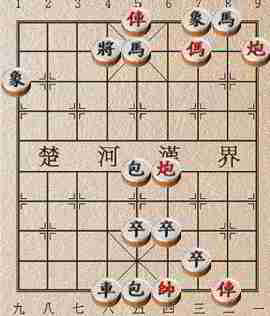 1 2 3 4 5 6 7 8 9
俥 象 馬
將 馬 傌 炮
象
楚 河 漢 界
包 炮
卒 卒
卒
車 包 帥 俥
九 八 七 六 五 四 三 二 一